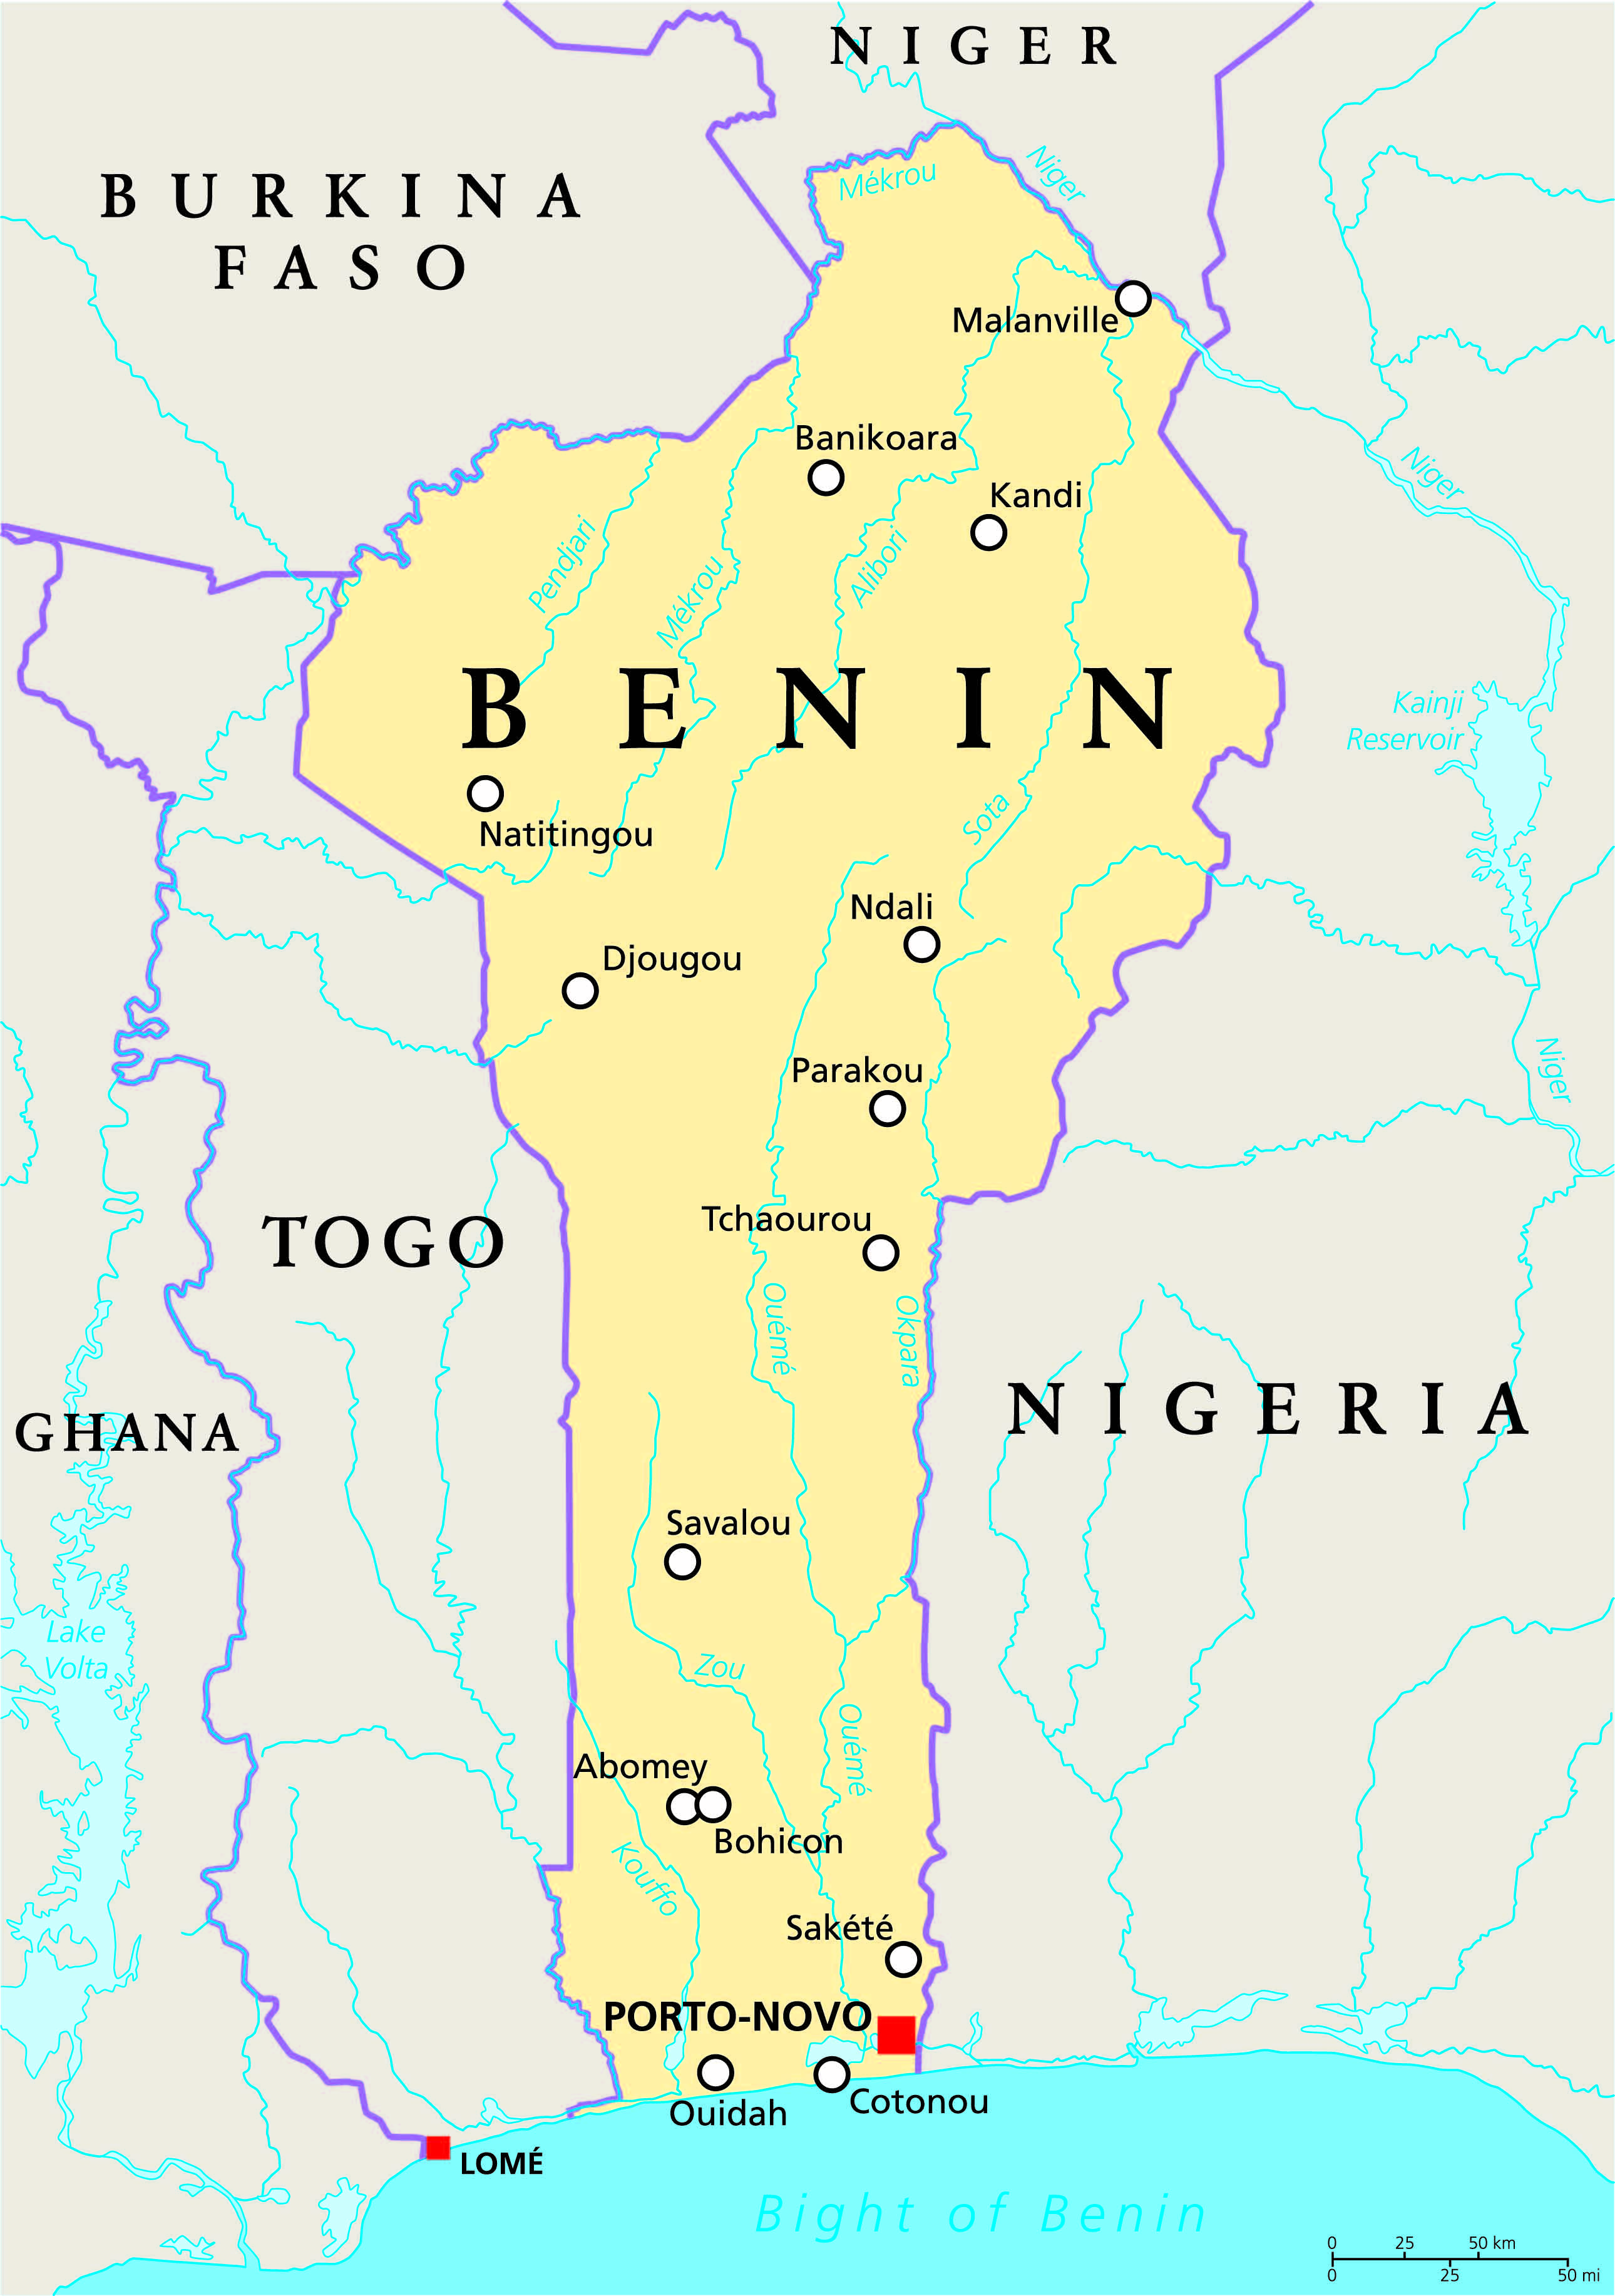 NIGER
BURKINA
FASO
Mékrou
Niger
Malanville
Banikoara
Kandi
Niger
Pendjari
Mékrou
Alibori
BENIN
Kainji
Reservoir
Natitingou
Sota
Ndali
Djougou
Parakou
Niger
TOGO
Tchaourou
Ouémé
Okpara
GHANA
NIGERIA
Savalou
Lake
Volta
Zou
Ouémé
Abomey
Bohicon
Kouffo
Sakété
PORTO-NOVO
Ouidah
Cotonou
LOMÉ
Bight of Benin
0 25 50 km
0 25 50 mi